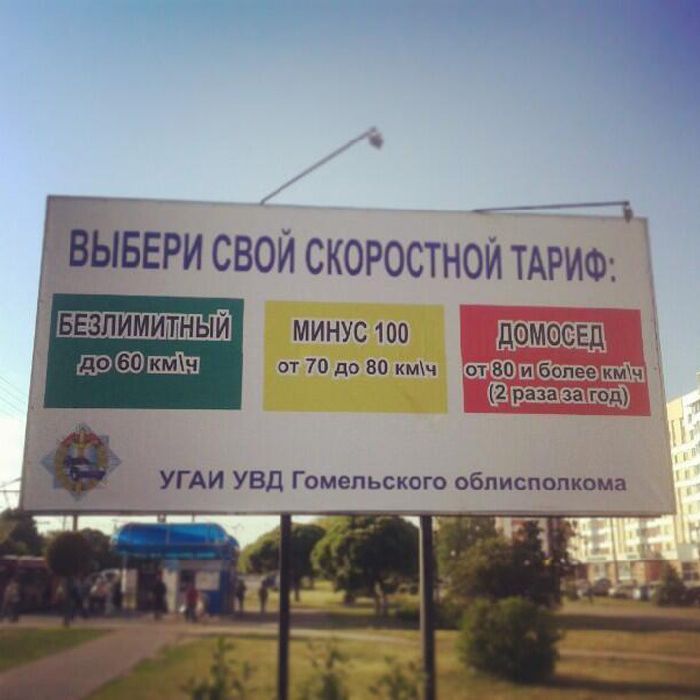 ВЫБЕРИ СВОЙ СКОРОСТНОЙ ТАРИФ:
БЕЗЛИМИТНЫЙ
до 60 км\ч
МИНУС 100
от 70 до 80 км\ч
ДОМОСЕД
от 80 и более км\ч
(2 раза за год)
УГАИ УВД Гомельского облисполкома